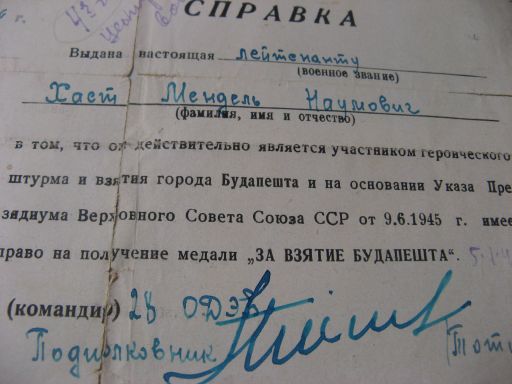 СПРАВКА
Выдана настоящая лейтенанту
(военное звание)
Хаст Мендель Наумович
(фамилия, имя и отчество)
в том, что он действительно является участником героического
штурма и взятия города Будапешта и на основании Указа Пре
зидиума Верховного Совета Союза ССР от 9.6.1945 г. имее
право на получение медали „ЗА ВЗЯТИЕ БУДАПЕШТА“.
(командир) 28 ОДЭБ
Подполковник